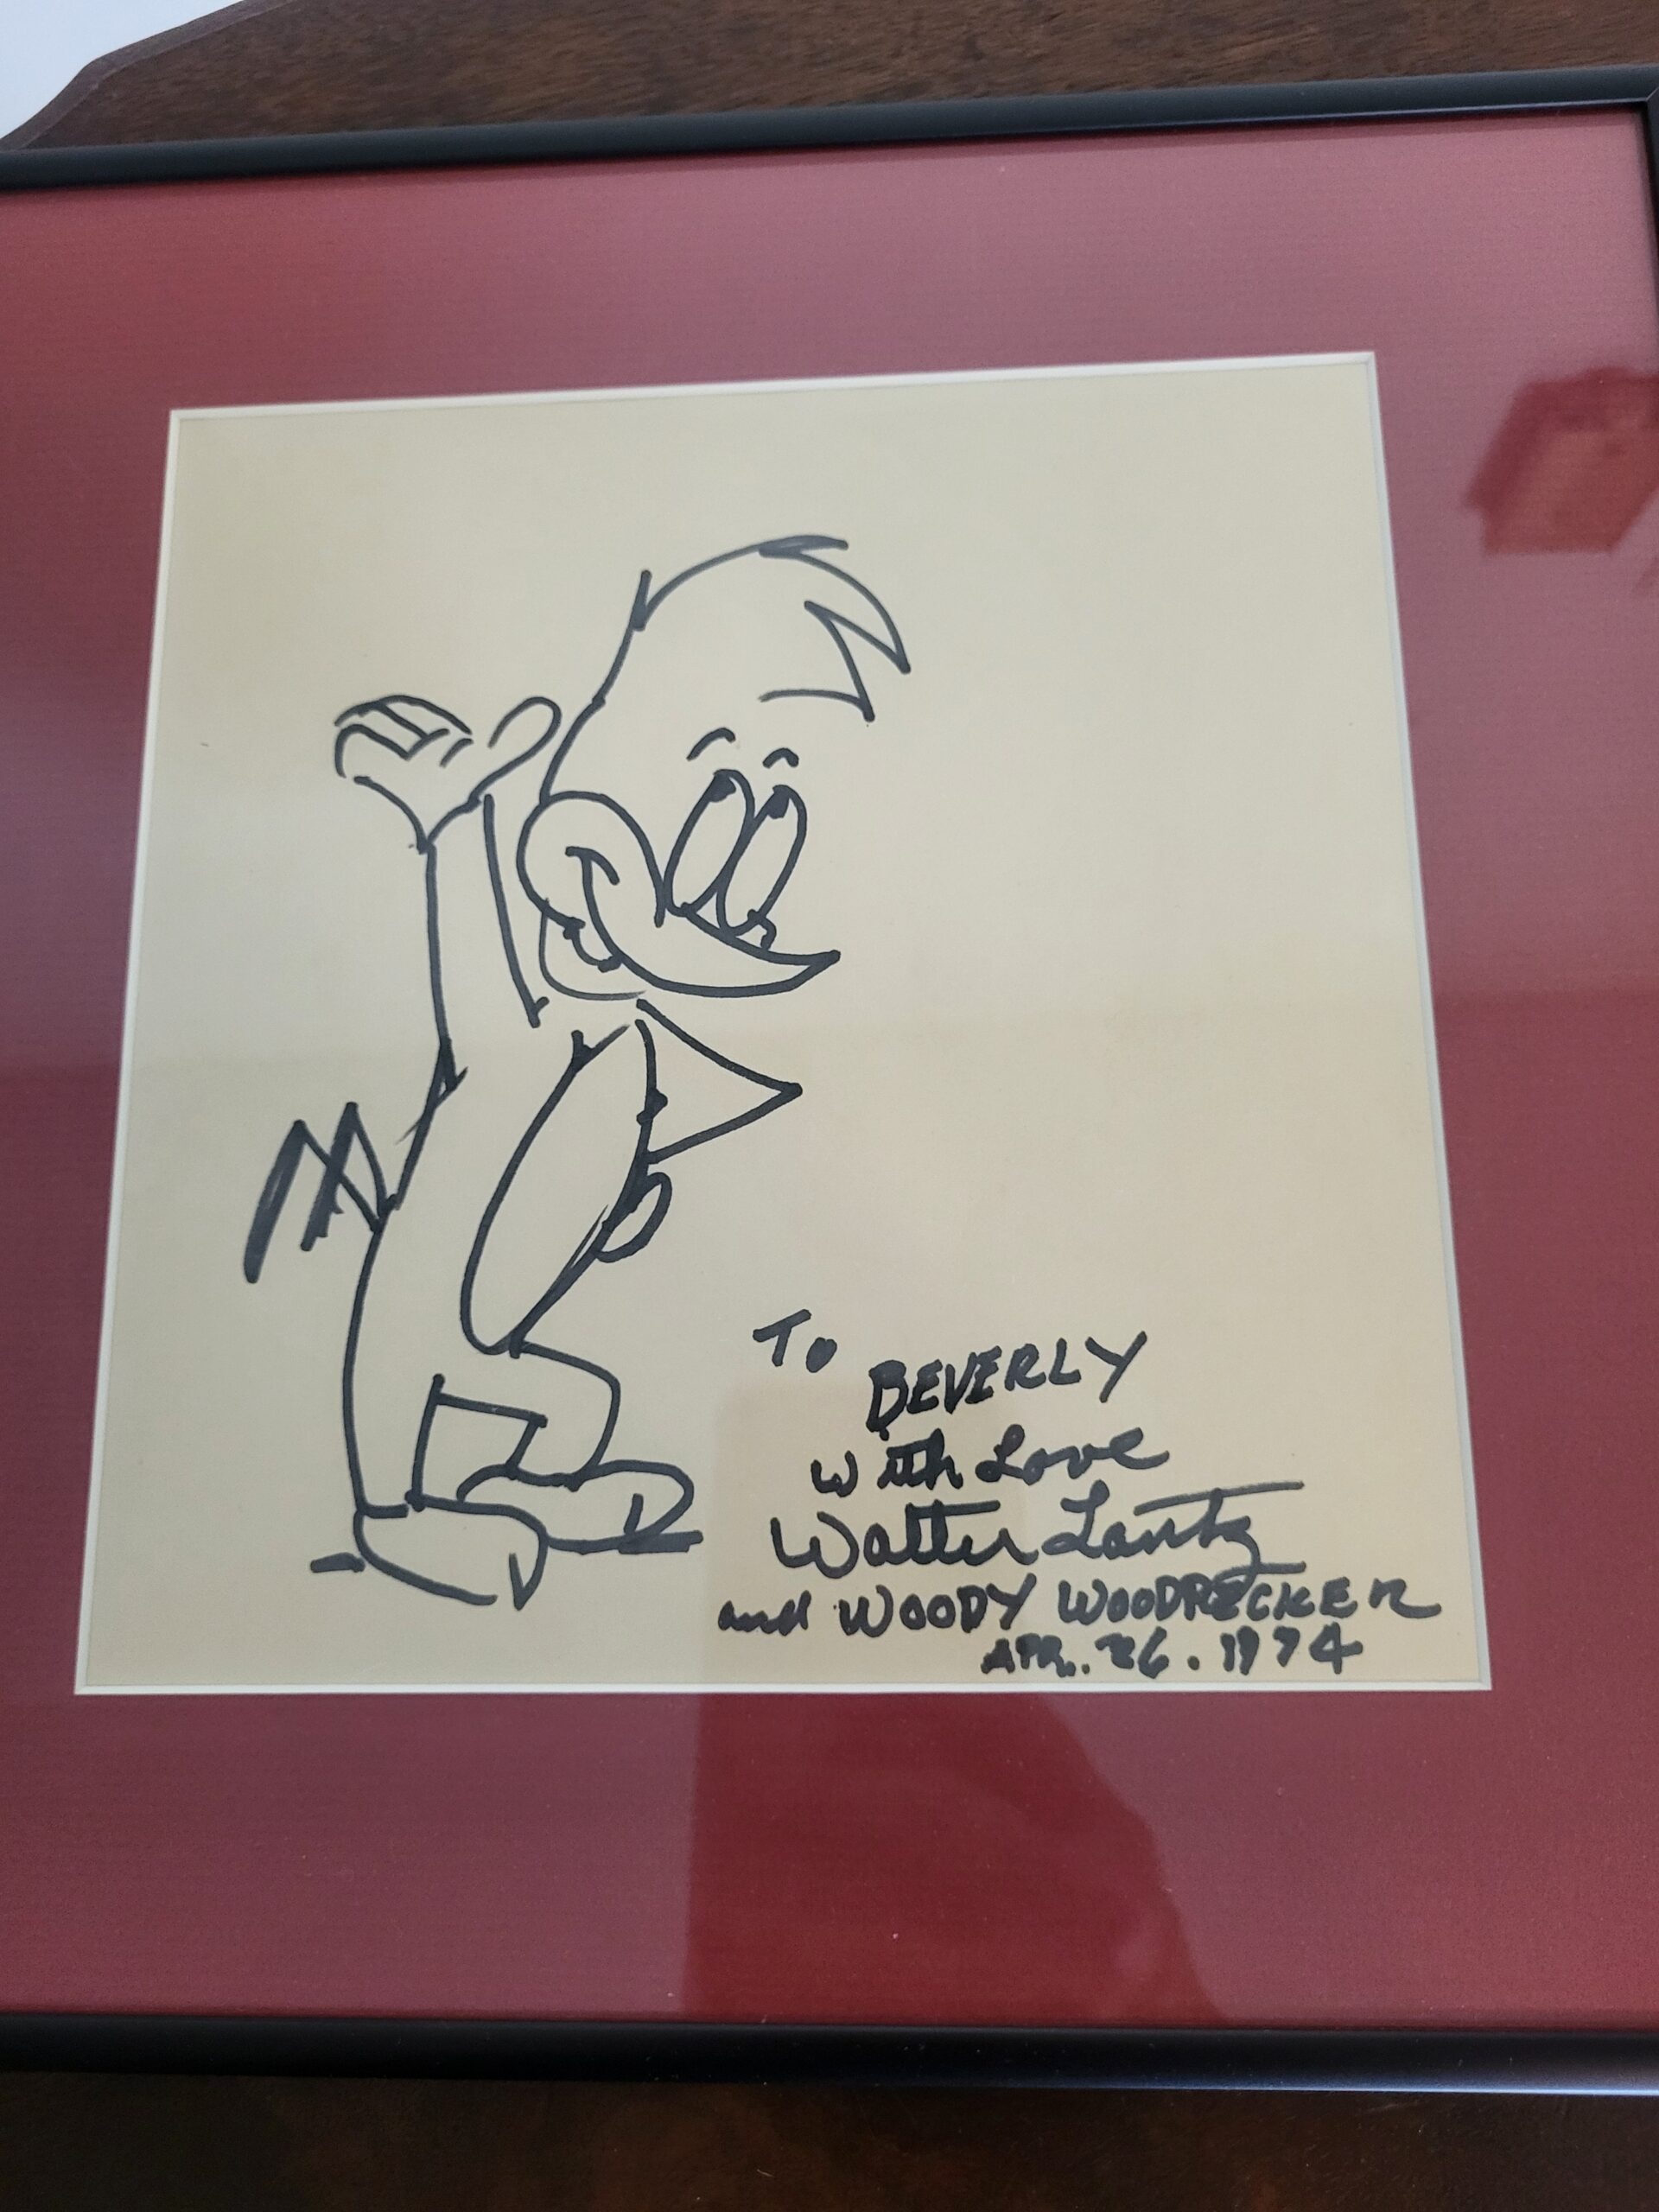 To
BEVERLY
with Love
Walter Lantz
and WOODY WOODPECKER
APR. 26. 1974